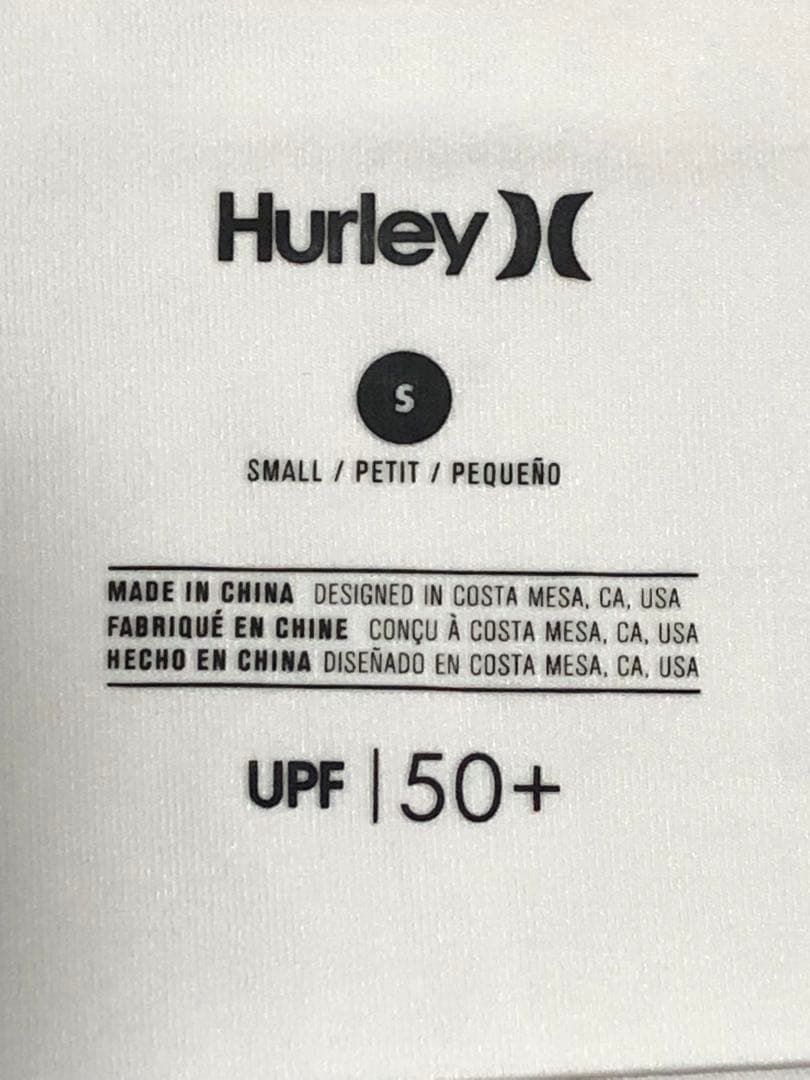 Hurley
S
SMALL / PETIT / PEQUEÑO
MADE IN CHINA DESIGNED IN COSTA MESA, CA, USA
FABRIQUÉ EN CHINE CONÇU À COSTA MESA, CA, USA
HECHO EN CHINA DISEÑADO EN COSTA MESA, CA, USA
UPF | 50+